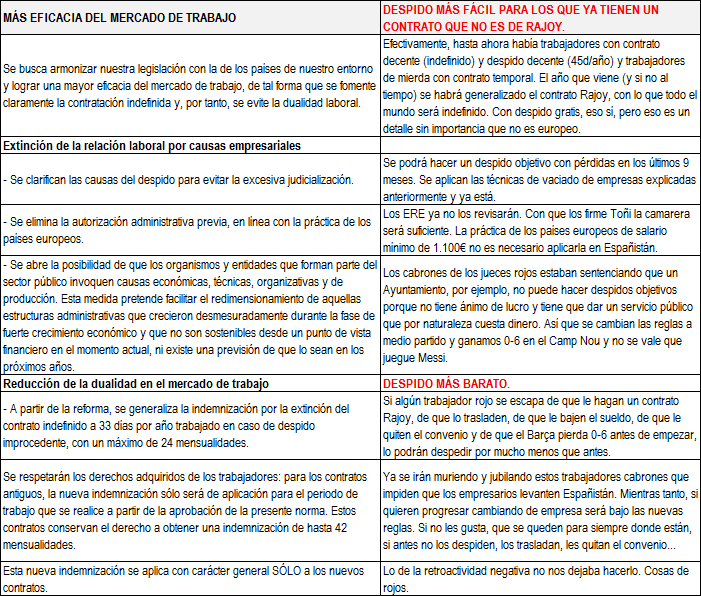 MÁS EFICACIA DEL MERCADO DE TRABAJO
DESPIDO MÁS FÁCIL PARA LOS QUE YA TIENEN UN
CONTRATO QUE NO ES DE RAJOY.
Se busca armonizar nuestra legislación con la de los países de nuestro entorno
y lograr una mayor eficacia del mercado de trabajo, de tal forma que se fomente
claramente la contratación indefinida y, por tanto, se evite la dualidad laboral.
Efectivamente, hasta ahora había trabajadores con contrato
decente (indefinido) y despido decente (45d/año) y trabajadores
de mierda con contrato temporal. El año que viene (y si no al
tiempo) se habrá generalizado el contrato Rajoy, con lo que todo el
mundo será indefinido. Con despido gratis, eso sí, pero eso es un
detalle sin importancia que no es europeo.
Extinción de la relación laboral por causas empresariales
- Se clarifican las causas del despido para evitar la excesiva judicialización.
Se podrá hacer un despido objetivo con pérdidas en los últimos 9
meses. Se aplican las técnicas de vaciado de empresas explicadas
anteriormente y ya está.
- Se elimina la autorización administrativa previa, en línea con la práctica de los
países europeos.
Los ERE ya no los revisarán. Con que los firme Toñi la camarera
será suficiente. La práctica de los países europeos de salario
mínimo de 1.100€ no es necesario aplicarla en Españistán.
- Se abre la posibilidad de que los organismos y entidades que forman parte del
sector público invoquen causas económicas, técnicas, organizativas y de
producción. Esta medida pretende facilitar el redimensionamiento de aquellas
estructuras administrativas que crecieron desmesuradamente durante la fase de
fuerte crecimiento económico y que no son sostenibles desde un punto de vista
financiero en el momento actual, ni existe una previsión de que lo sean en los
próximos años.
Los cabrones de los jueces rojos estaban sentenciando que un
Ayuntamiento, por ejemplo, no puede hacer despidos objetivos
porque no tiene ánimo de lucro y tiene que dar un servicio público
que por naturaleza cuesta dinero. Así que se cambian las reglas a
medio partido y ganamos 0-6 en el Camp Nou y no se vale que
juegue Messi.
Reducción de la dualidad en el mercado de trabajo
DESPIDO MÁS BARATO.
- A partir de la reforma, se generaliza la indemnización por la extinción del
contrato indefinido a 33 días por año trabajado en caso de despido
improcedente, con un máximo de 24 mensualidades.
Si algún trabajador rojo se escapa de que le hagan un contrato
Rajoy, de que lo trasladen, de que le bajen el sueldo, de que le
quiten el convenio y de que el Barça pierda 0-6 antes de empezar,
lo podrán despedir por mucho menos que antes.
Se respetarán los derechos adquiridos de los trabajadores: para los contratos
antiguos, la nueva indemnización sólo será de aplicación para el periodo de
trabajo que se realice a partir de la aprobación de la presente norma. Estos
contratos conservan el derecho a obtener una indemnización de hasta 42
mensualidades.
Ya se irán muriendo y jubilando estos trabajadores cabrones que
impiden que los empresarios levanten Españistán. Mientras tanto, si
quieren progresar cambiando de empresa será bajo las nuevas
reglas. Si no les gusta, que se queden para siempre donde están,
si antes no los despiden, los trasladan, les quitan el convenio...
Esta nueva indemnización se aplica con carácter general SÓLO a los nuevos
contratos.
Lo de la retroactividad negativa no nos dejaba hacerlo. Cosas de
rojos.